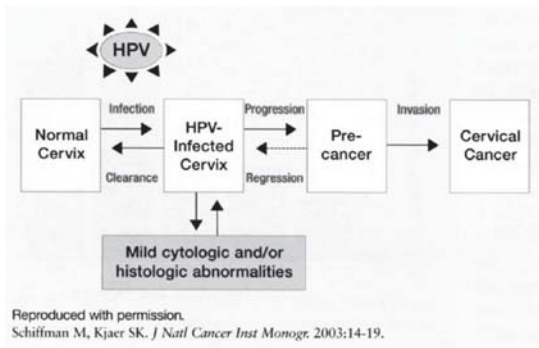 HPV
Infection
Progression
Invasion
Normal
Cervix
HPV-
Infected
Cervix
Pre-
cancer
Cervical
Cancer
Clearance
Regression
Mild cytologic and/or
histologic abnormalities
Reproduced with permission.
Schiffman M, Kjaer SK. J Natl Cancer Inst Monogr. 2003:14-19.